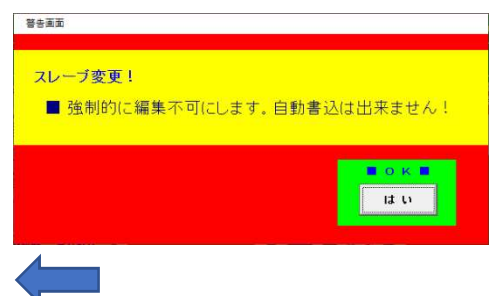 警告画面
スレーブ変更！
■ 強制的に編集不可にします。自動書込は出来ません！
■ O K ■
はい